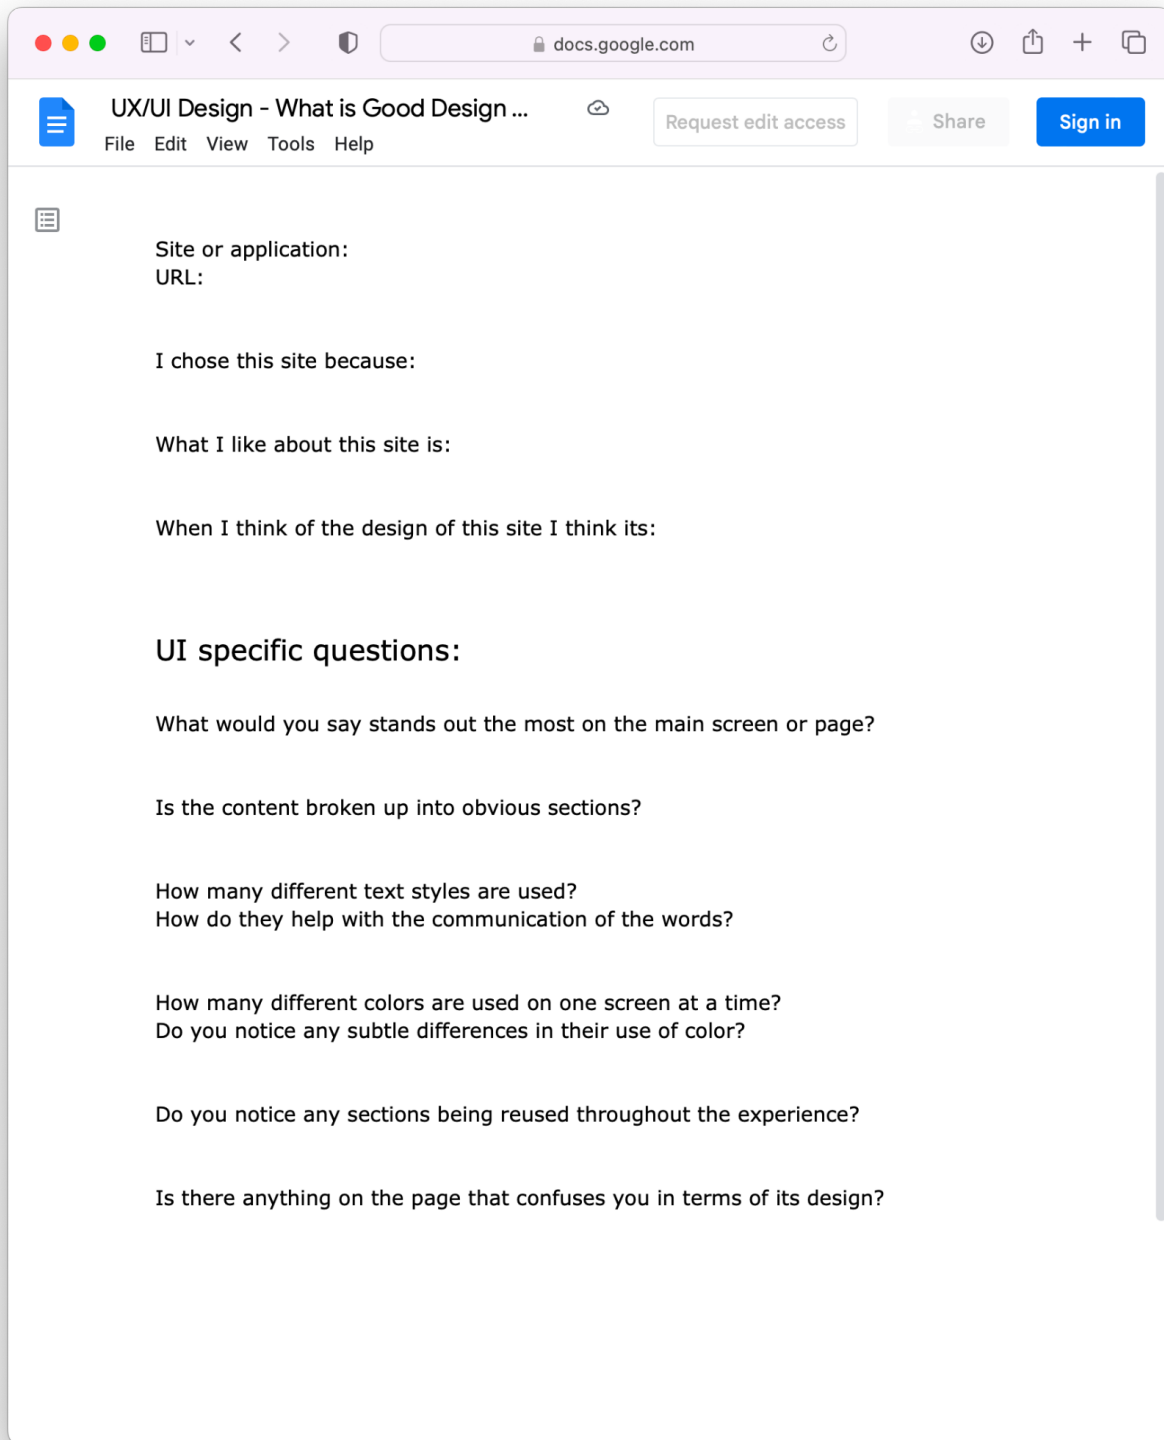 docs.google.com
UX/UI Design - What is Good Design ...
Request edit access
Share
Sign in
File Edit View Tools Help
Site or application:
URL:
I chose this site because:
What I like about this site is:
When I think of the design of this site I think its:
UI specific questions:
What would you say stands out the most on the main screen or page?
Is the content broken up into obvious sections?
How many different text styles are used?
How do they help with the communication of the words?
How many different colors are used on one screen at a time?
Do you notice any subtle differences in their use of color?
Do you notice any sections being reused throughout the experience?
Is there anything on the page that confuses you in terms of its design?